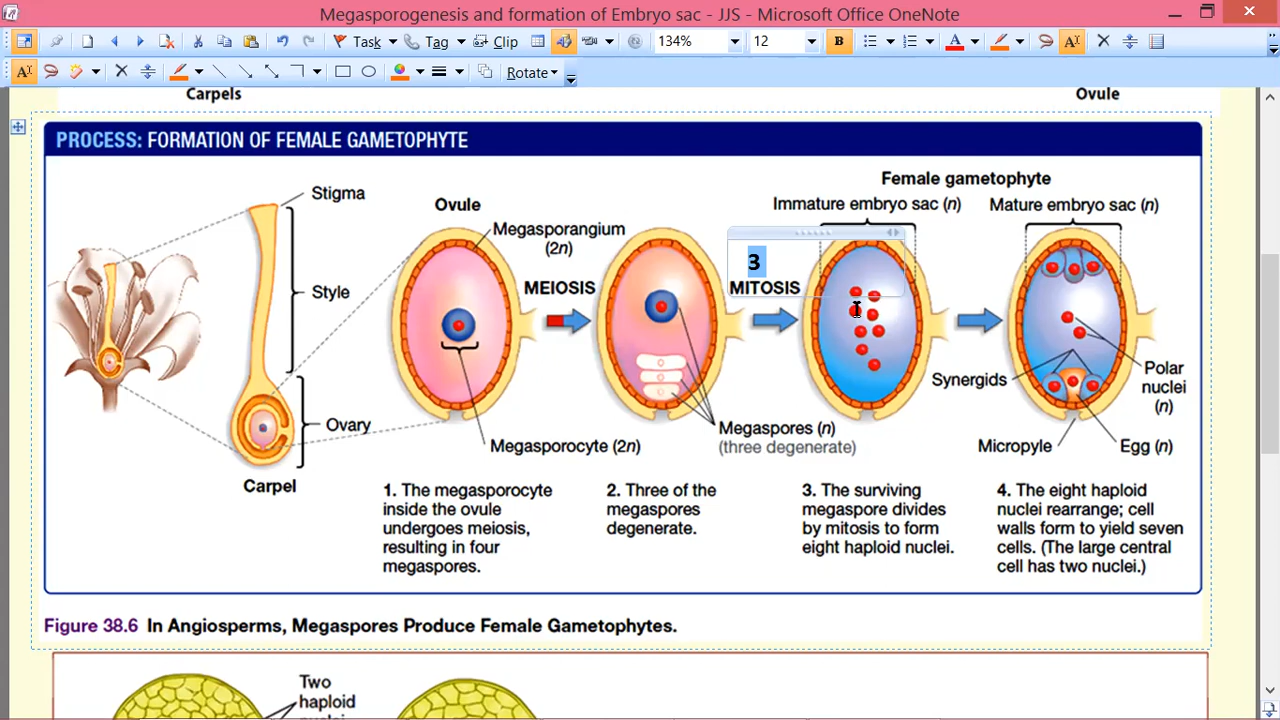 Megasporogenesis and formation of Embryo sac - JJS - Microsoft Office OneNote
Task
Tag
Clip
134%
12
B
A
A
Rotate
Carpels
Ovule
PROCESS: FORMATION OF FEMALE GAMETOPHYTE
Stigma
Style
Ovary
Carpel
Ovule
Megasporangium
(2n)
MEIOSIS
Megasporocyte (2n)
3
MITOSIS
Megaspores (n)
(three degenerate)
Female gametophyte
Immature embryo sac (n)
Mature embryo sac (n)
Synergids
Polar
nuclei
(n)
Micropyle
Egg (n)
1. The megasporocyte
inside the ovule
undergoes meiosis,
resulting in four
megaspores.
2. Three of the
megaspores
degenerate.
3. The surviving
megaspore divides
by mitosis to form
eight haploid nuclei.
4. The eight haploid
nuclei rearrange; cell
walls form to yield seven
cells. (The large central
cell has two nuclei.)
Figure 38.6 In Angiosperms, Megaspores Produce Female Gametophytes.
Two
haploid